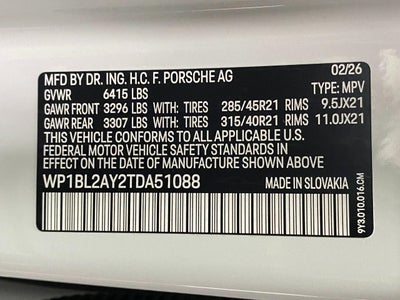 MFD BY DR. ING. H.C. F. PORSCHE AG 02/26
GVWR 6415 LBS TYPE: MPV
GAWR FRONT 3296 LBS WITH TIRES 285/45R21 RIMS 9.5JX21
GAWR REAR 3307 LBS WITH TIRES 315/40R21 RIMS 11.0JX21
THIS VEHICLE CONFORMS TO ALL APPLICABLE U.S.
FEDERAL MOTOR VEHICLE SAFETY STANDARDS IN
EFFECT ON THE DATE OF MANUFACTURE SHOWN ABOVE.
WP1BL2AY2TDA51088 MADE IN SLOVAKIA
9Y3.010.016.CM